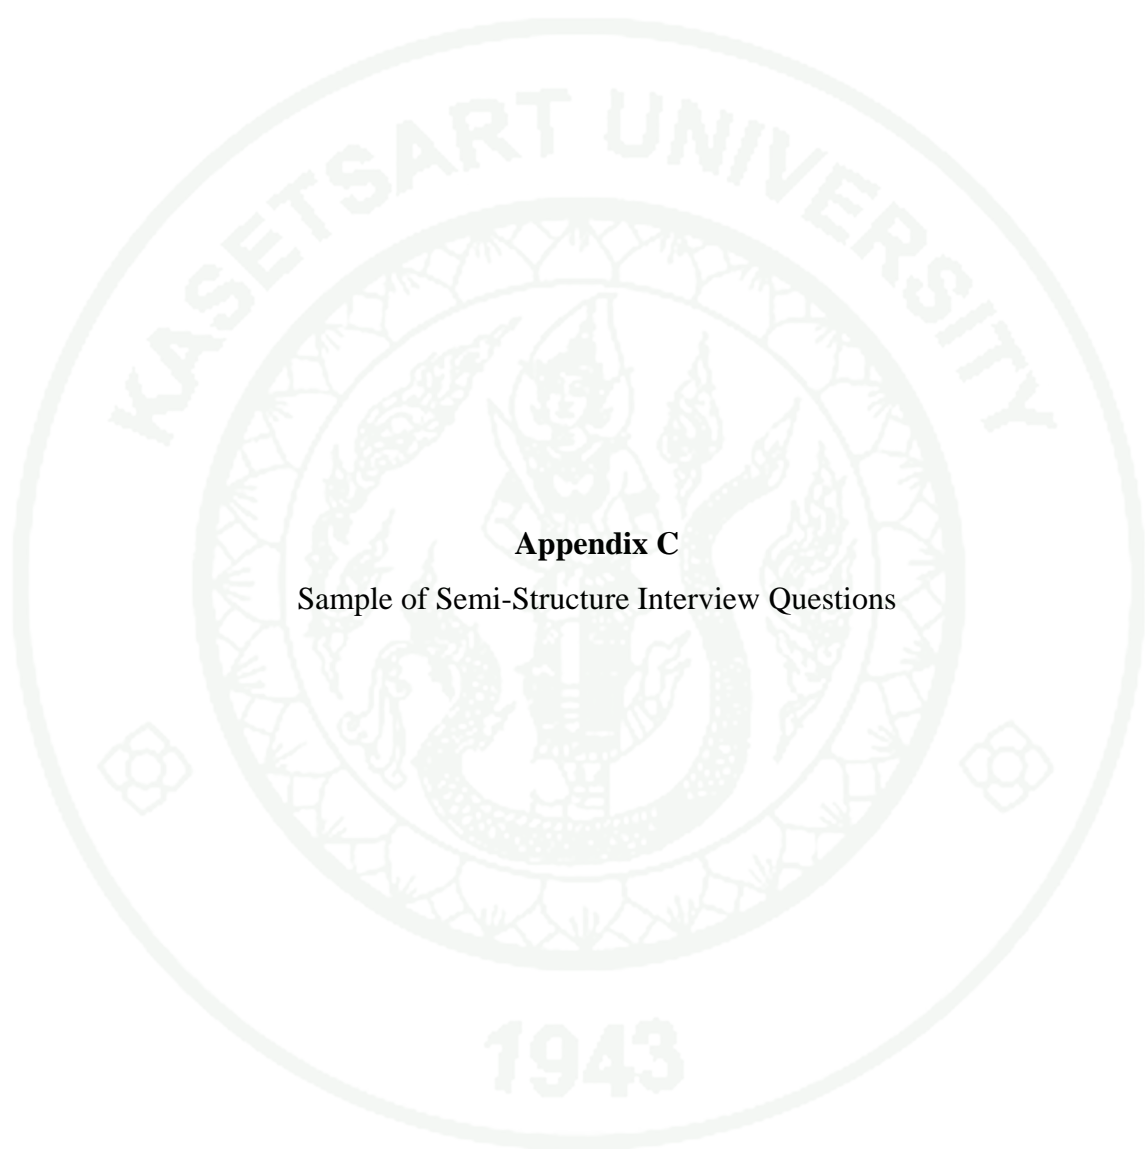 KASETSART UNIVERSITY
Appendix C
Sample of Semi-Structure Interview Questions
1943